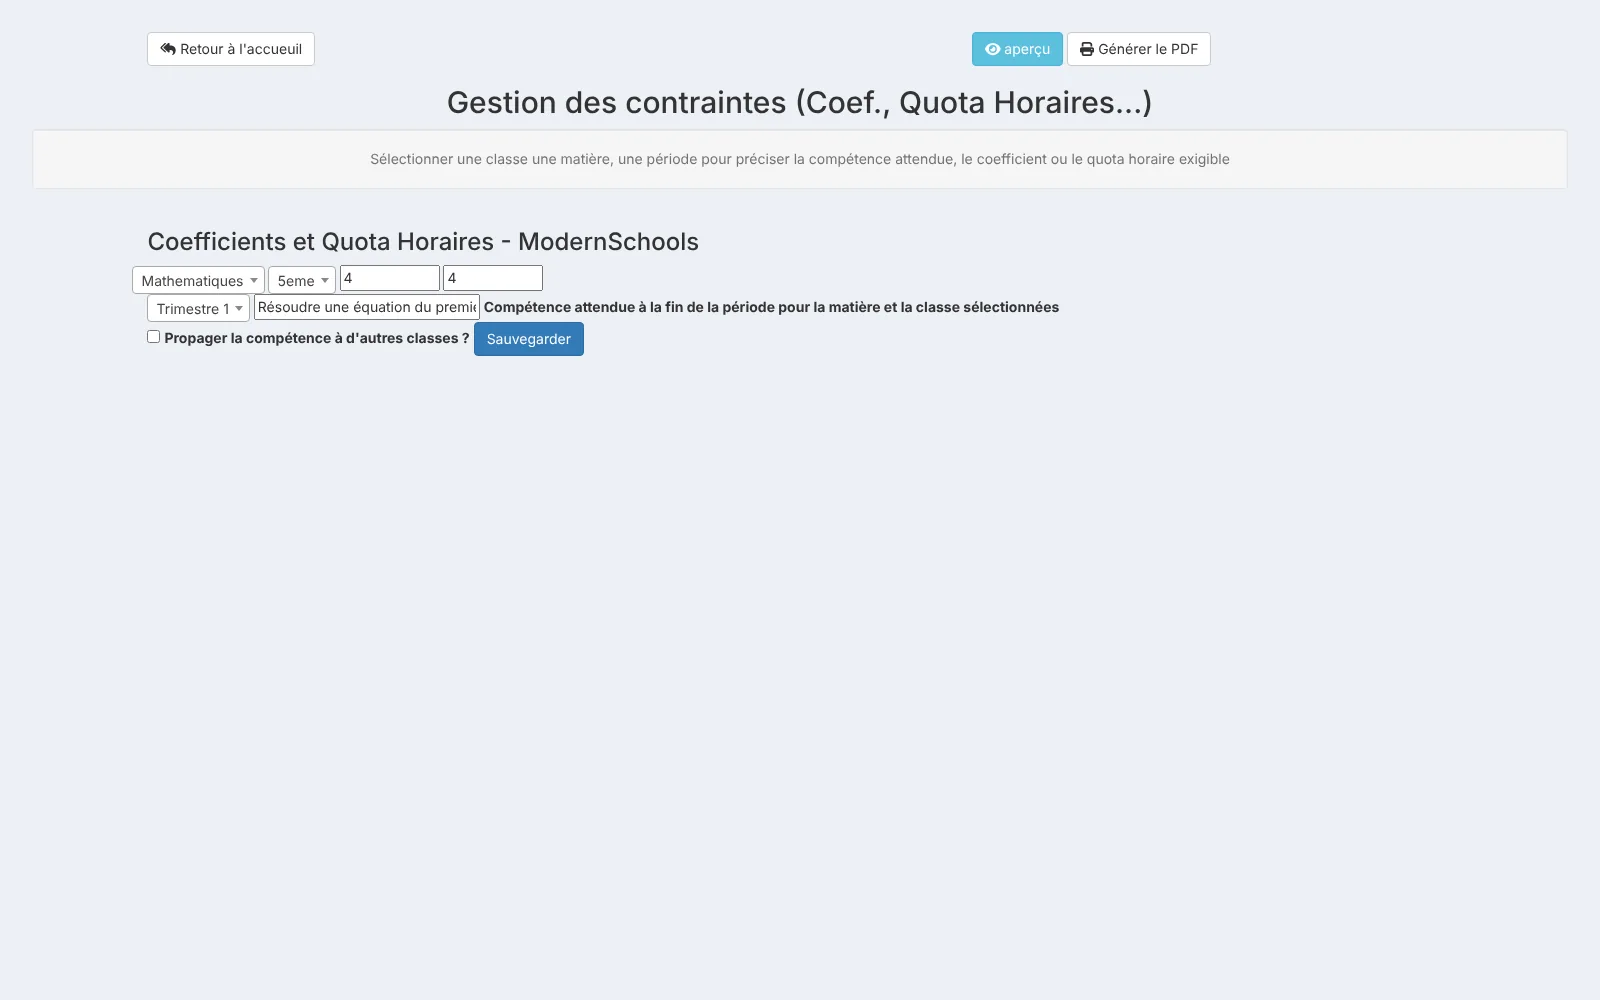 Retour à l'accueuil aperçu Générer le PDF
Gestion des contraintes (Coef., Quota Horaires...)
Sélectionner une classe une matière, une période pour préciser la compétence attendue, le coefficient ou le quota horaire exigible
Coefficients et Quota Horaires - ModernSchools
Mathematiques 5eme 4 4
Trimestre 1 Résoudre une équation du premie Compétence attendue à la fin de la période pour la matière et la classe sélectionnées
Propager la compétence à d'autres classes ? Sauvegarder